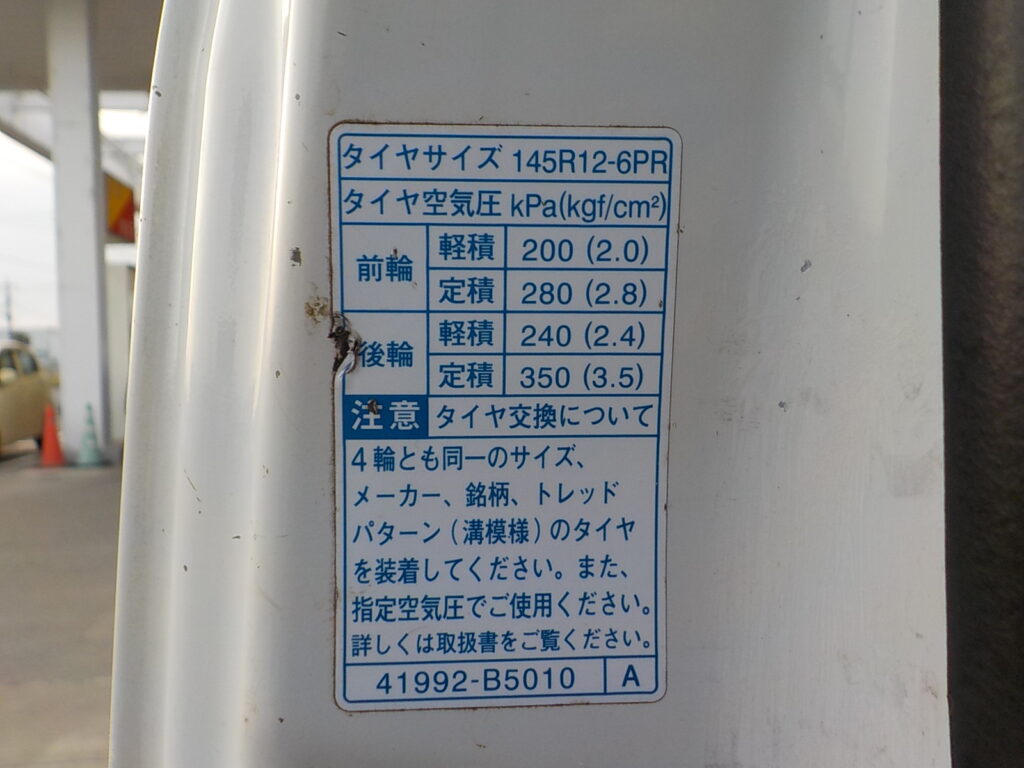 タイヤサイズ 145R12-6PR
タイヤ空気圧 kPa(kgf/cm²)
前輪 軽積 200 (2.0)
定積 280 (2.8)
後輪 軽積 240 (2.4)
定積 350 (3.5)
注意 タイヤ交換について
4輪とも同一のサイズ、
メーカー、銘柄、トレッド
パターン(溝模様)のタイヤ
を装着してください。また、
指定空気圧でご使用ください。
詳しくは取扱書をご覧ください。
41992-B5010 A